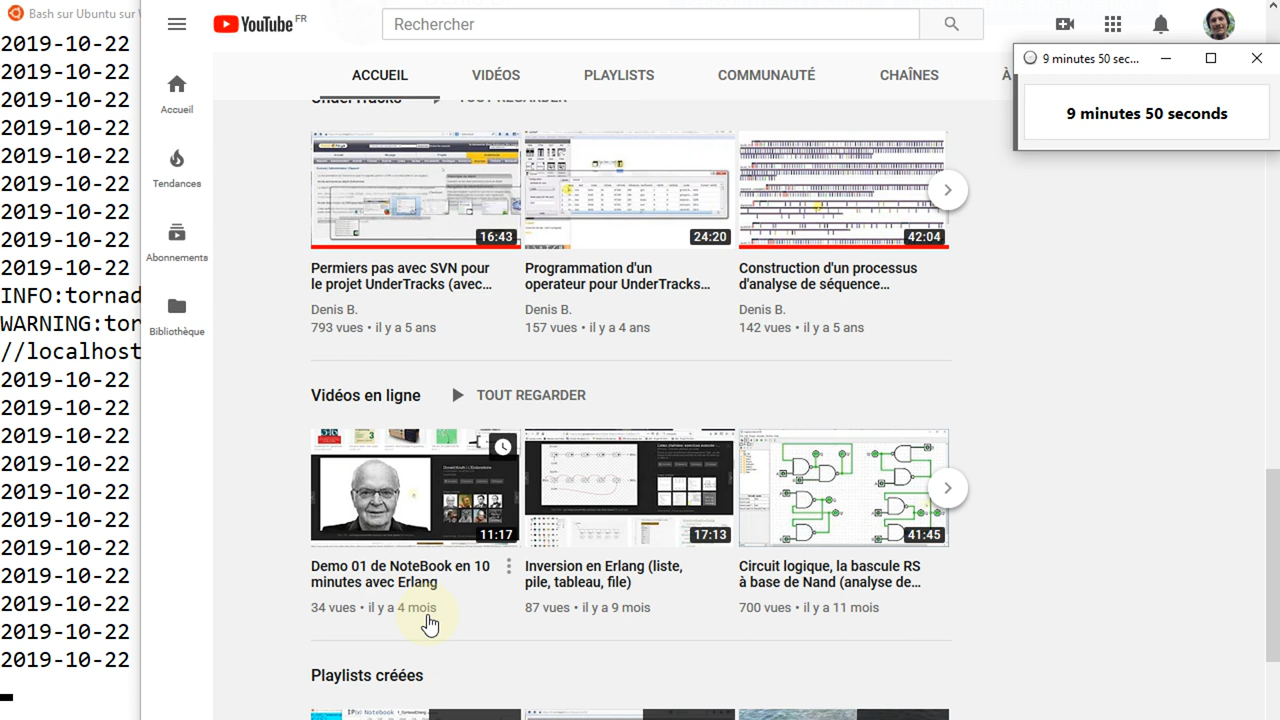 Bash sur Ubuntu sur
YouTube FR
Rechercher
9 minutes 50 sec...
9 minutes 50 seconds
ACCUEIL
VIDÉOS
PLAYLISTS
COMMUNAUTÉ
CHAÎNES
À
Accueil
Tendances
Abonnements
Bibliothèque
2019-10-22
2019-10-22
2019-10-22
2019-10-22
2019-10-22
2019-10-22
2019-10-22
2019-10-22
2019-10-22
INFO:tornad
WARNING:tor
//localhost
2019-10-22
2019-10-22
2019-10-22
2019-10-22
2019-10-22
2019-10-22
2019-10-22
2019-10-22
2019-10-22
2019-10-22
2019-10-22
UnderTracks
TOUT REGARDER
16:43
24:20
42:04
Permiers pas avec SVN pour
le projet UnderTracks (avec...
Denis B.
793 vues • il y a 5 ans
Programmation d'un
operateur pour UnderTracks...
Denis B.
157 vues • il y a 4 ans
Construction d'un processus
d'analyse de séquence...
Denis B.
142 vues • il y a 5 ans
Vidéos en ligne
TOUT REGARDER
11:17
17:13
41:45
Demo 01 de NoteBook en 10
minutes avec Erlang
34 vues • il y a 4 mois
Inversion en Erlang (liste,
pile, tableau, file)
87 vues • il y a 9 mois
Circuit logique, la bascule RS
à base de Nand (analyse de...
700 vues • il y a 11 mois
Playlists créées
IP[y] Notebook